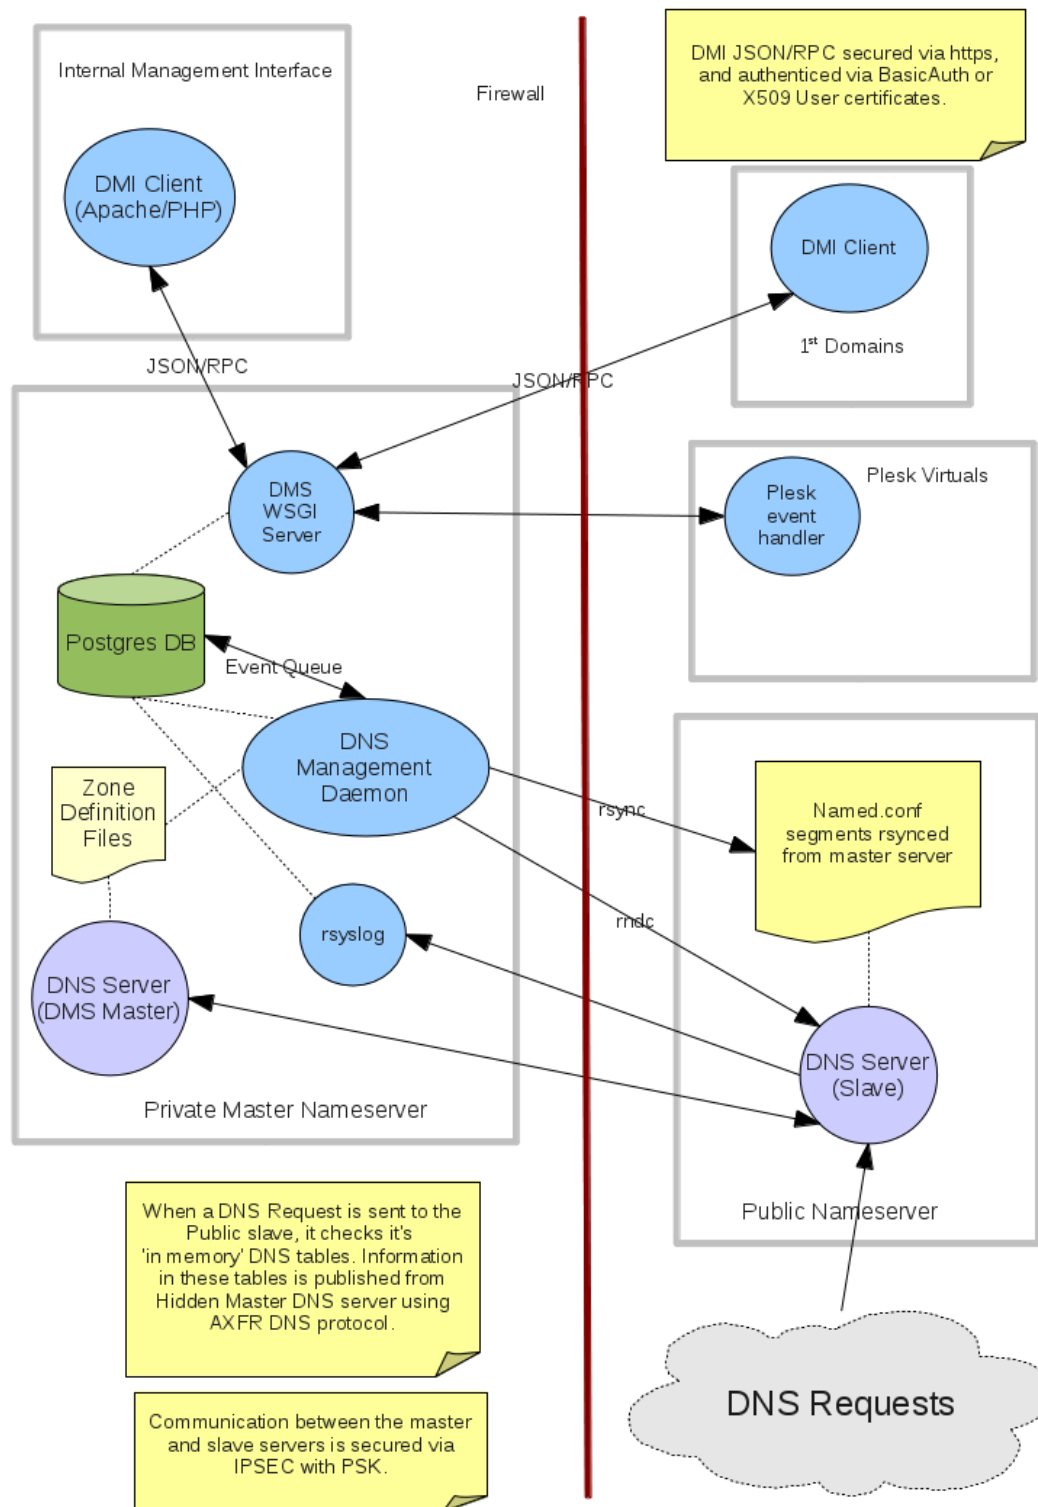 Internal Management Interface
DMI Client
(Apache/PHP)
JSON/RPC
Firewall
DMI JSON/RPC secured via https,
and authenticed via BasicAuth or
X509 User certificates.
DMI Client
1st Domains
JSON/RPC
DMS
WSGI
Server
Plesk Virtuals
Plesk
event
handler
Postgres DB
Event Queue
DNS
Management
Daemon
Zone
Definition
Files
rsync
Named.conf
segments rsynced
from master server
rndc
rsyslog
DNS Server
(DMS Master)
DNS Server
(Slave)
Private Master Nameserver
Public Nameserver
When a DNS Request is sent to the
Public slave, it checks it's
'in memory' DNS tables. Information
in these tables is published from
Hidden Master DNS server using
AXFR DNS protocol.
DNS Requests
Communication between the master
and slave servers is secured via
IPSEC with PSK.